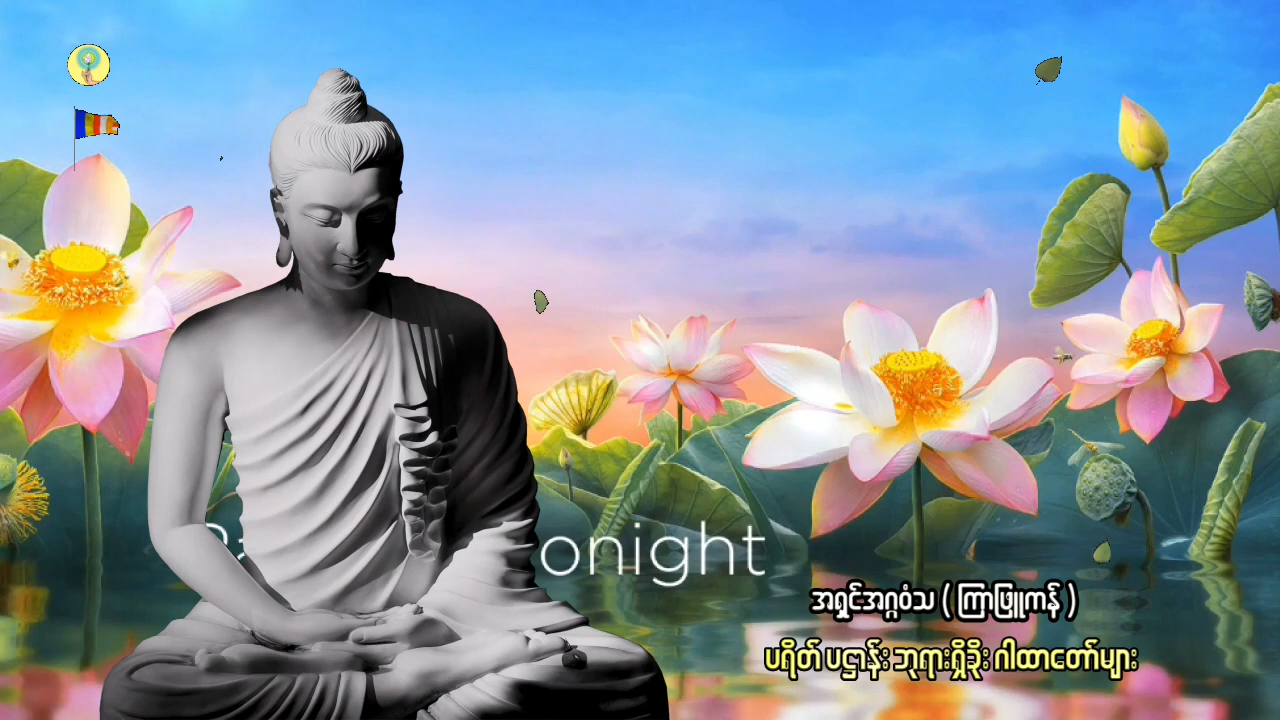 onight
အရှင်အဂ္ဂဝံသ ( ကြာဖြူကန် )
ပရိတ် ပဋ္ဌာန်း ဘုရားရှိခိုး ဂါထာတော်များ